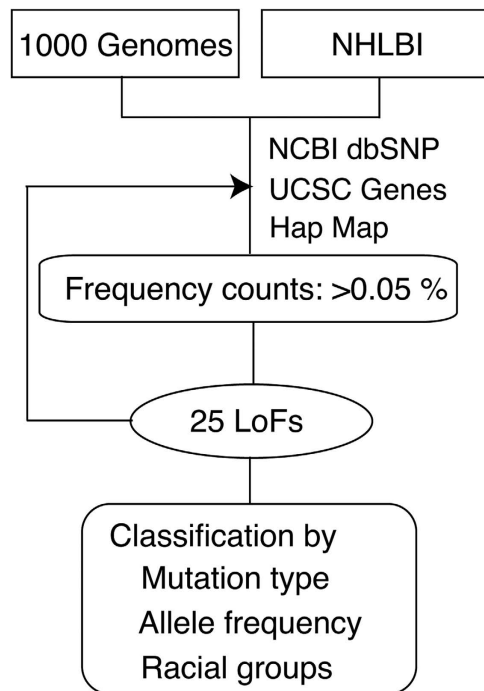 1000 Genomes
NHLBI
NCBI dbSNP
UCSC Genes
Hap Map
Frequency counts: >0.05 %
25 LoFs
Classification by
Mutation type
Allele frequency
Racial groups